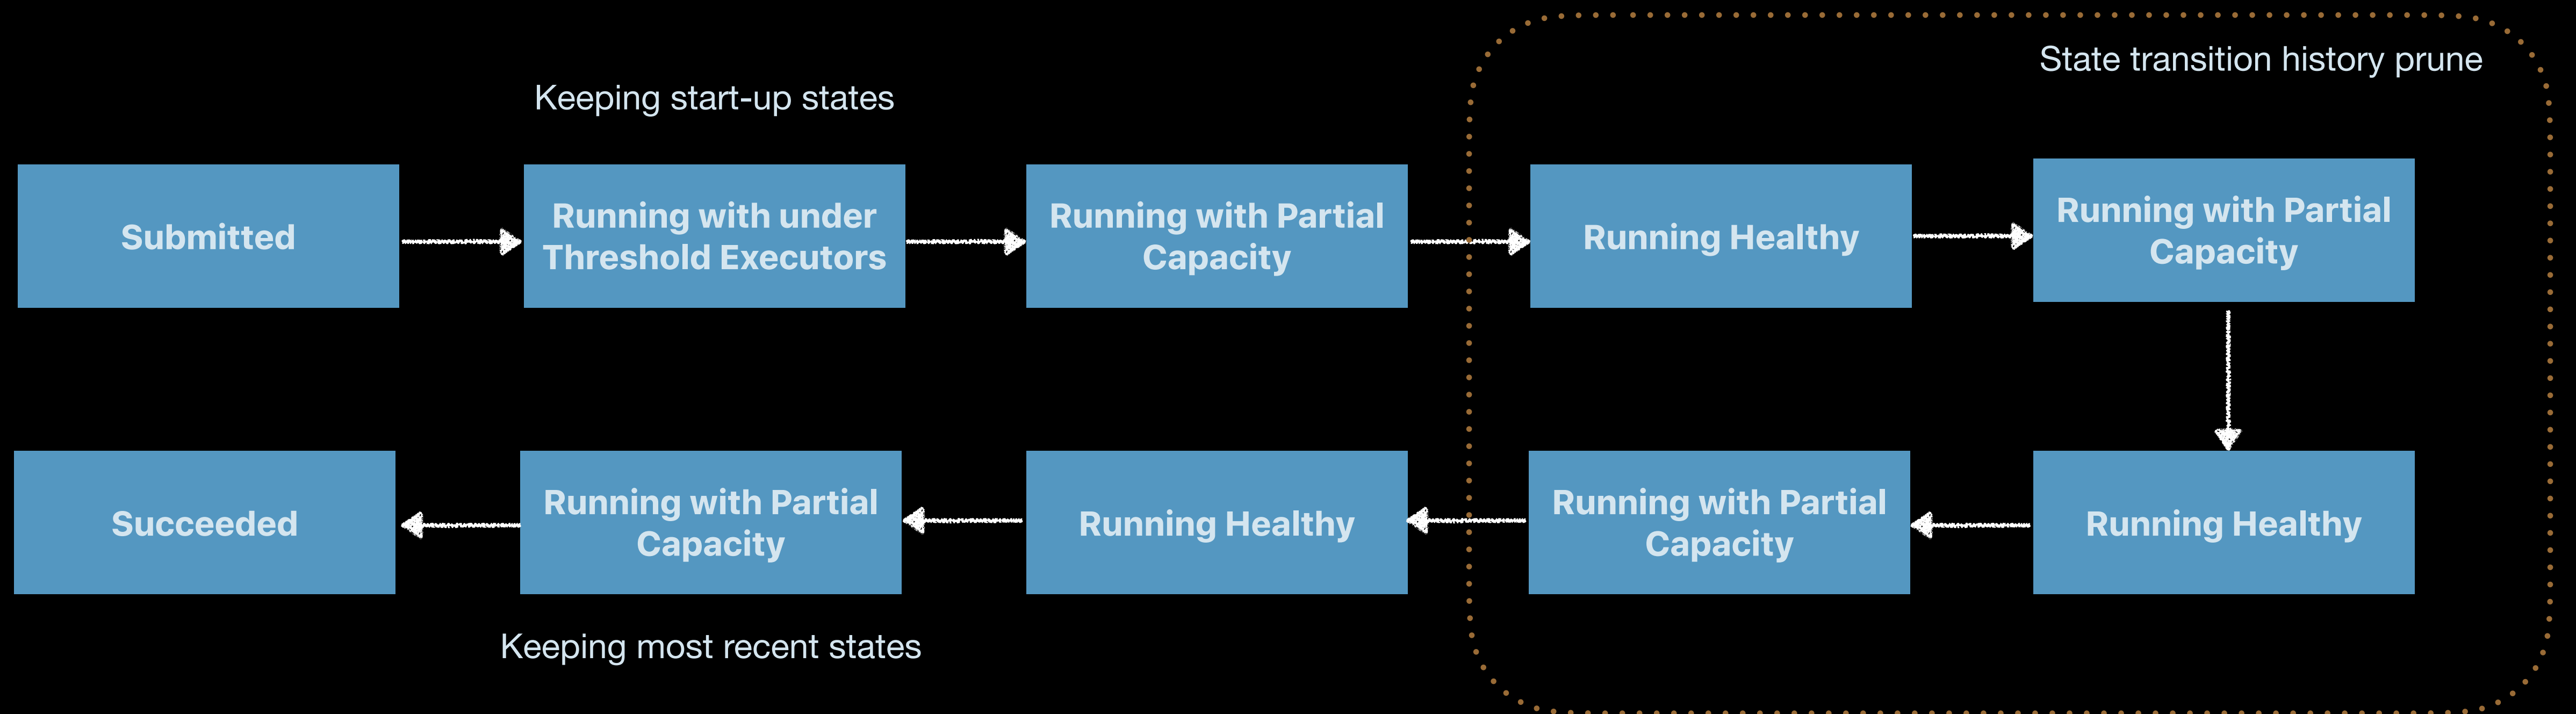 State transition history prune
Keeping start-up states
Submitted
Running with under
Threshold Executors
Running with Partial
Capacity
Running Healthy
Running with Partial
Capacity
Succeeded
Running with Partial
Capacity
Running Healthy
Running with Partial
Capacity
Running Healthy
Keeping most recent states